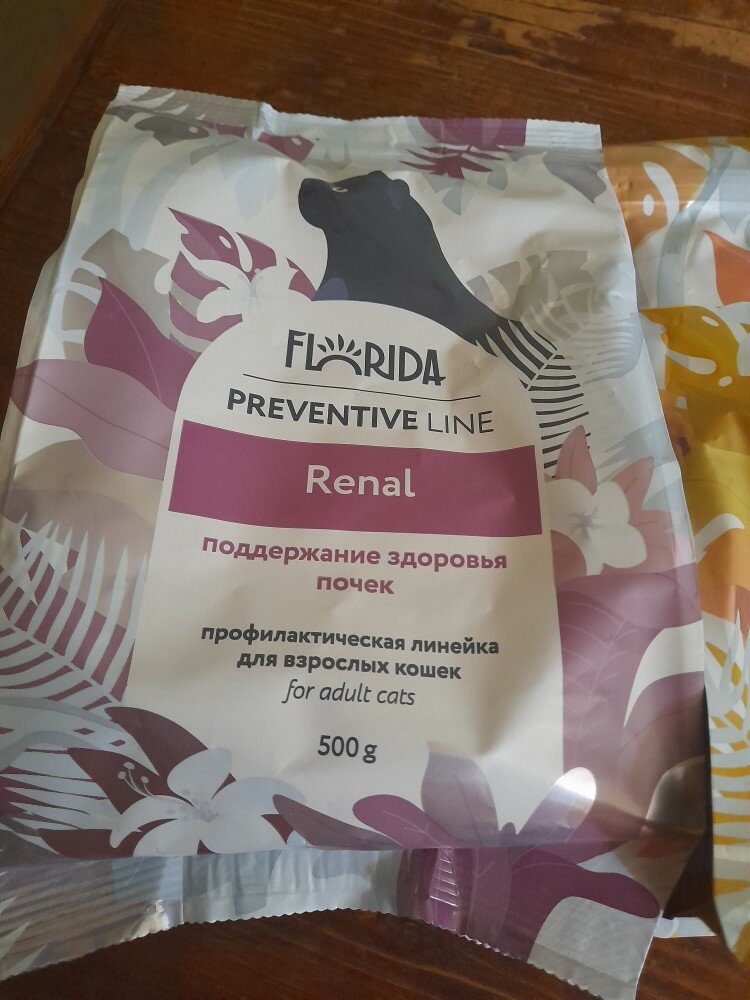 FLORIDA
PREVENTIVE LINE
Renal
поддержание здоровья
почек
профилактическая линейка
для взрослых кошек
for adult cats
500 g